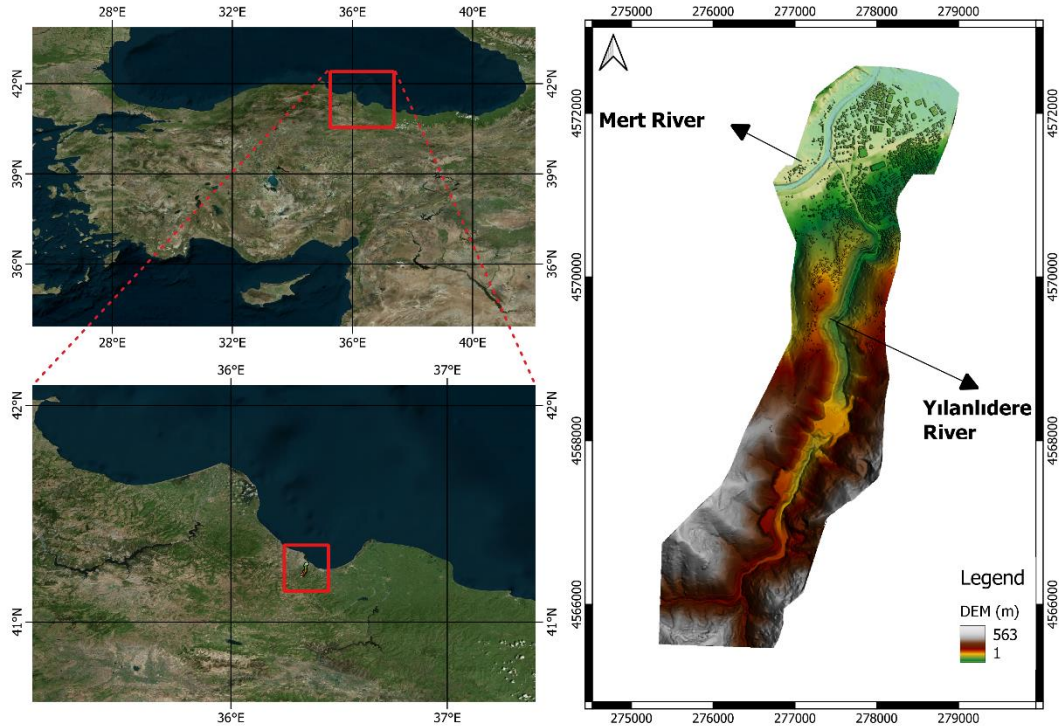 28°E 32°E 36°E 40°E
42°N 42°N
39°N 39°N
36°N 36°N
28°E 32°E 36°E 40°E
36°E 37°E
42°N 42°N
41°N 41°N
36°E 37°E
275000 276000 277000 278000 279000
4572000 4572000
4570000 4570000
4568000 4568000
4566000 4566000
Mert River
Yılanlıdere
River
Legend
DEM (m)
563
1
275000 276000 277000 278000 279000